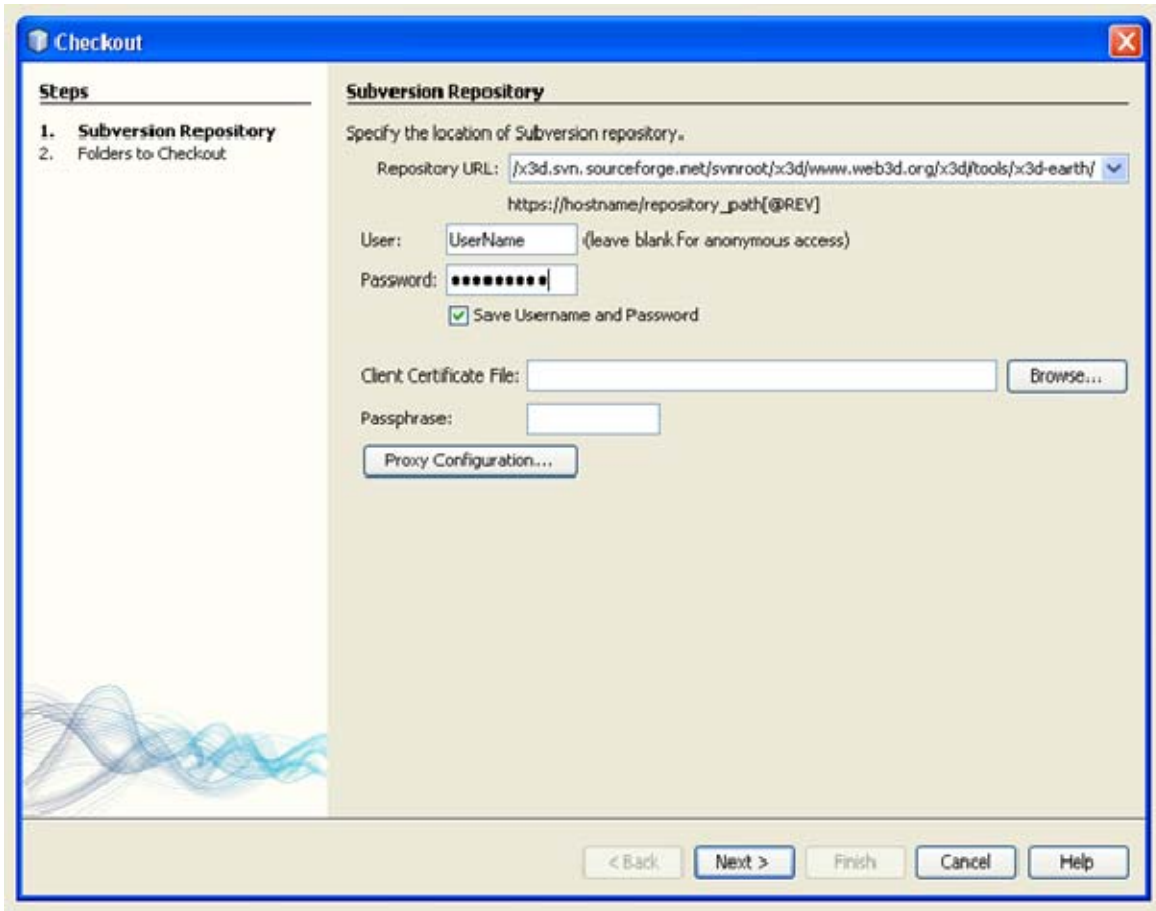 Checkout
Steps
1. Subversion Repository
2. Folders to Checkout
Subversion Repository
Specify the location of Subversion repository.
Repository URL: /x3d.svn.sourceforge.net/svnroot/x3d/www.web3d.org/x3d/tools/x3d-earth/
https://hostname/repository_path[@REV]
User: UserName (leave blank for anonymous access)
Password: •••••••••
Save Username and Password
Client Certificate File: Browse...
Passphrase:
Proxy Configuration...
< Back Next > Finish Cancel Help